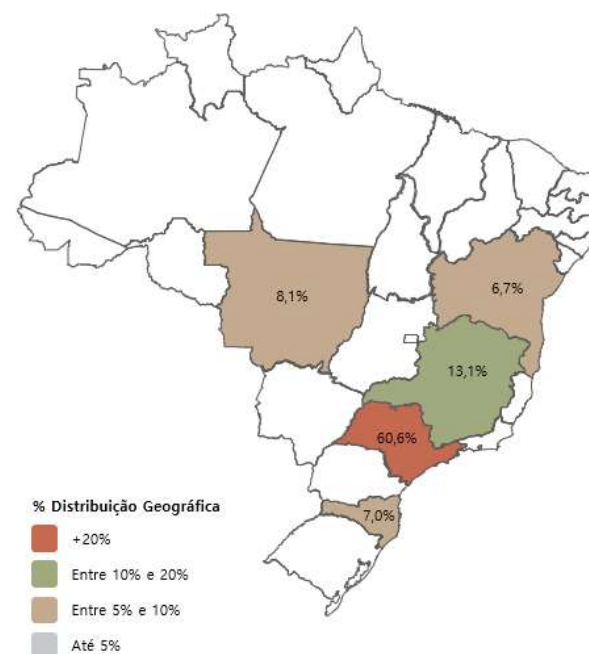 6,7%
8,1%
13,1%
60,6%
7,0%
% Distribuição Geográfica
+20%
Entre 10% e 20%
Entre 5% e 10%
Até 5%